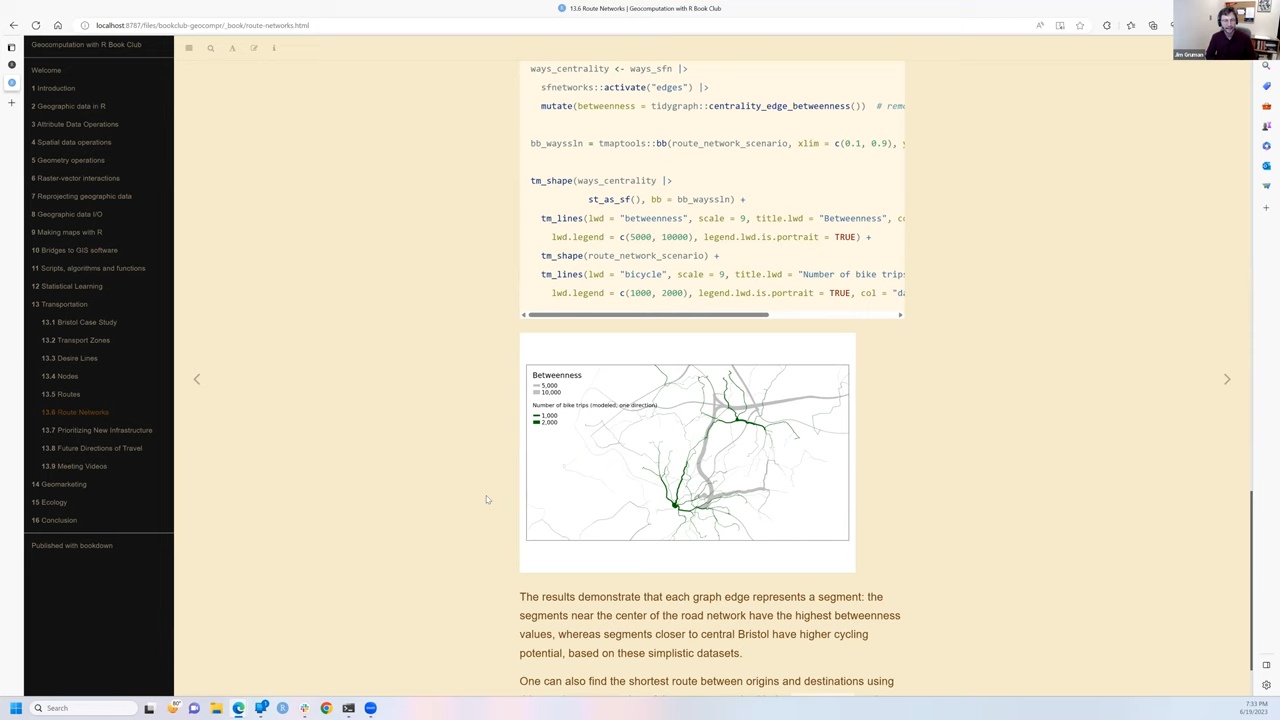 13.6 Route Networks | Geocomputation with R Book Club
localhost:8787/files/bookclub-geocompr/_book/route-networks.html
Jim Gruman
Geocomputation with R Book Club
Welcome
1 Introduction
2 Geographic data in R
3 Attribute Data Operations
4 Spatial data operations
5 Geometry operations
6 Raster-vector interactions
7 Reprojecting geographic data
8 Geographic data I/O
9 Making maps with R
10 Bridges to GIS software
11 Scripts, algorithms and functions
12 Statistical Learning
13 Transportation
13.1 Bristol Case Study
13.2 Transport Zones
13.3 Desire Lines
13.4 Nodes
13.5 Routes
13.6 Route Networks
13.7 Prioritizing New Infrastructure
13.8 Future Directions of Travel
13.9 Meeting Videos
14 Geomarketing
15 Ecology
16 Conclusion
Published with bookdown
ways_centrality <- ways_sfn |>
sfnetworks::activate("edges") |>
mutate(betweenness = tidygraph::centrality_edge_betweenness()) # remo
bb_wayssln = tmaptools::bb(route_network_scenario, xlim = c(0.1, 0.9), y
tm_shape(ways_centrality |>
st_as_sf(), bb = bb_wayssln) +
tm_lines(lwd = "betweenness", scale = 9, title.lwd = "Betweenness", co
lwd.legend = c(5000, 10000), legend.lwd.is.portrait = TRUE) +
tm_shape(route_network_scenario) +
tm_lines(lwd = "bicycle", scale = 9, title.lwd = "Number of bike trips
lwd.legend = c(1000, 2000), legend.lwd.is.portrait = TRUE, col = "da
Betweenness
5,000
10,000
Number of bike trips (modeled, one direction)
1,000
2,000
The results demonstrate that each graph edge represents a segment: the
segments near the center of the road network have the highest betweenness
values, whereas segments closer to central Bristol have higher cycling
potential, based on these simplistic datasets.
One can also find the shortest route between origins and destinations using
Search
80°
7:33 PM
6/19/2023